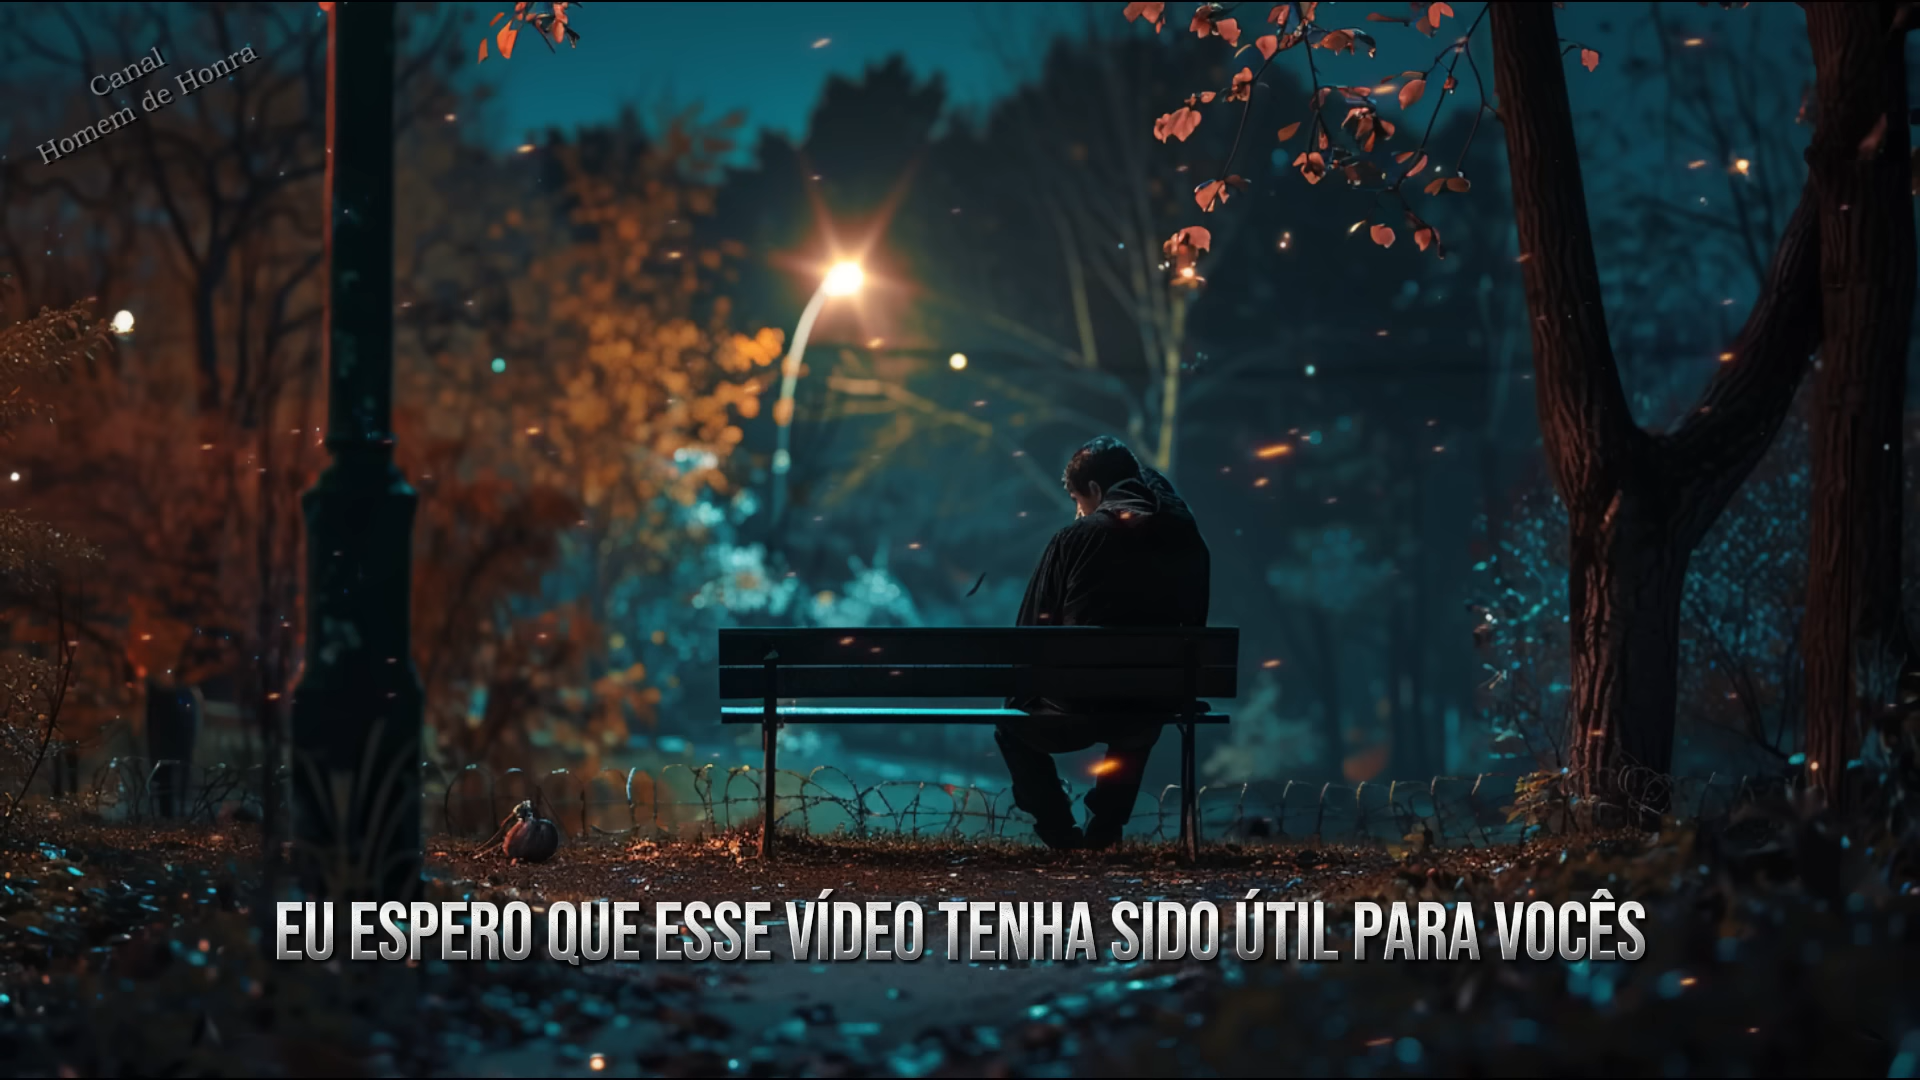 Canal
Homem de Honra
EU ESPERO QUE ESSE VÍDEO TENHA SIDO ÚTIL PARA VOCÊS